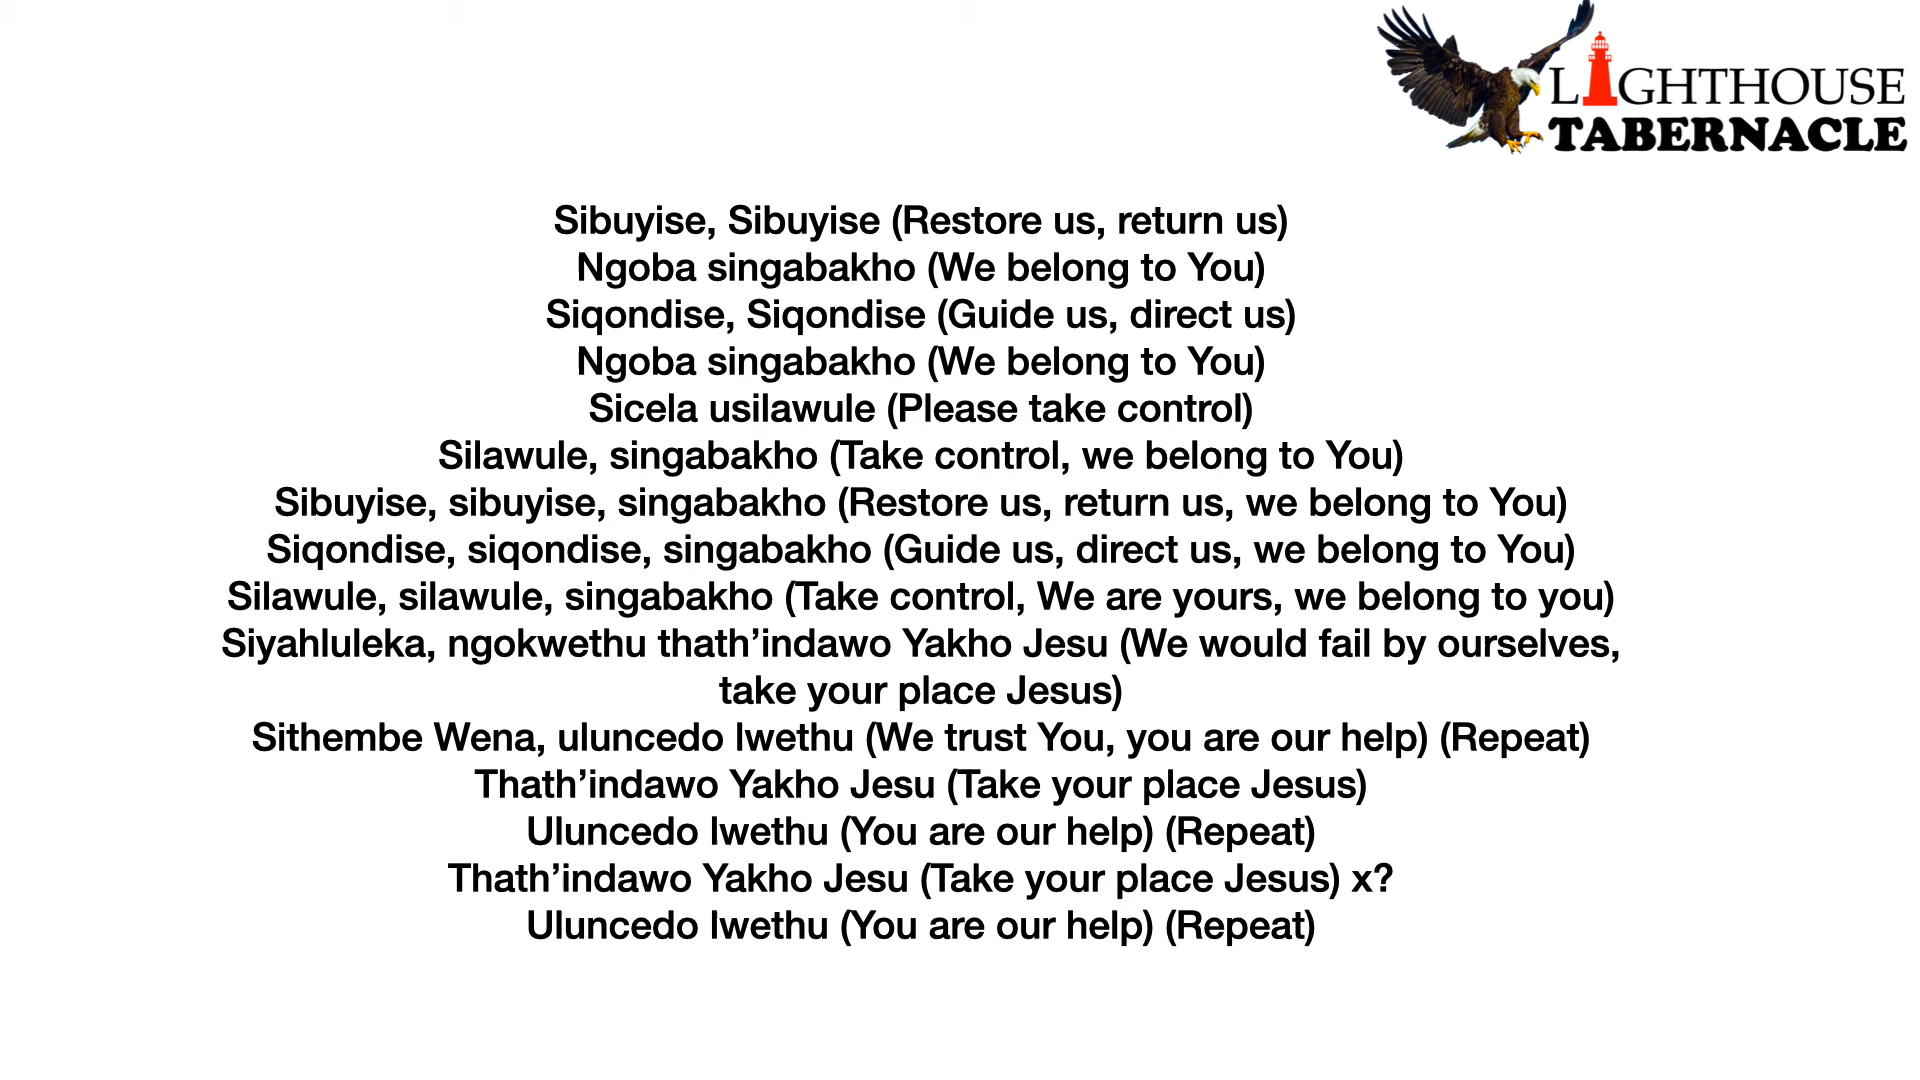 LIGHTHOUSE
TABERNACLE
Sibuyise, Sibuyise (Restore us, return us)
Ngoba singabakho (We belong to You)
Siqondise, Siqondise (Guide us, direct us)
Ngoba singabakho (We belong to You)
Sicela usilawule (Please take control)
Silawule, singabakho (Take control, we belong to You)
Sibuyise, sibuyise, singabakho (Restore us, return us, we belong to You)
Siqondise, siqondise, singabakho (Guide us, direct us, we belong to You)
Silawule, silawule, singabakho (Take control, We are yours, we belong to you)
Siyahluleka, ngokwethu thath’indawo Yakho Jesu (We would fail by ourselves,
take your place Jesus)
Sithembe Wena, uluncedo lwethu (We trust You, you are our help) (Repeat)
Thath’indawo Yakho Jesu (Take your place Jesus)
Uluncedo lwethu (You are our help) (Repeat)
Thath’indawo Yakho Jesu (Take your place Jesus) x?
Uluncedo lwethu (You are our help) (Repeat)